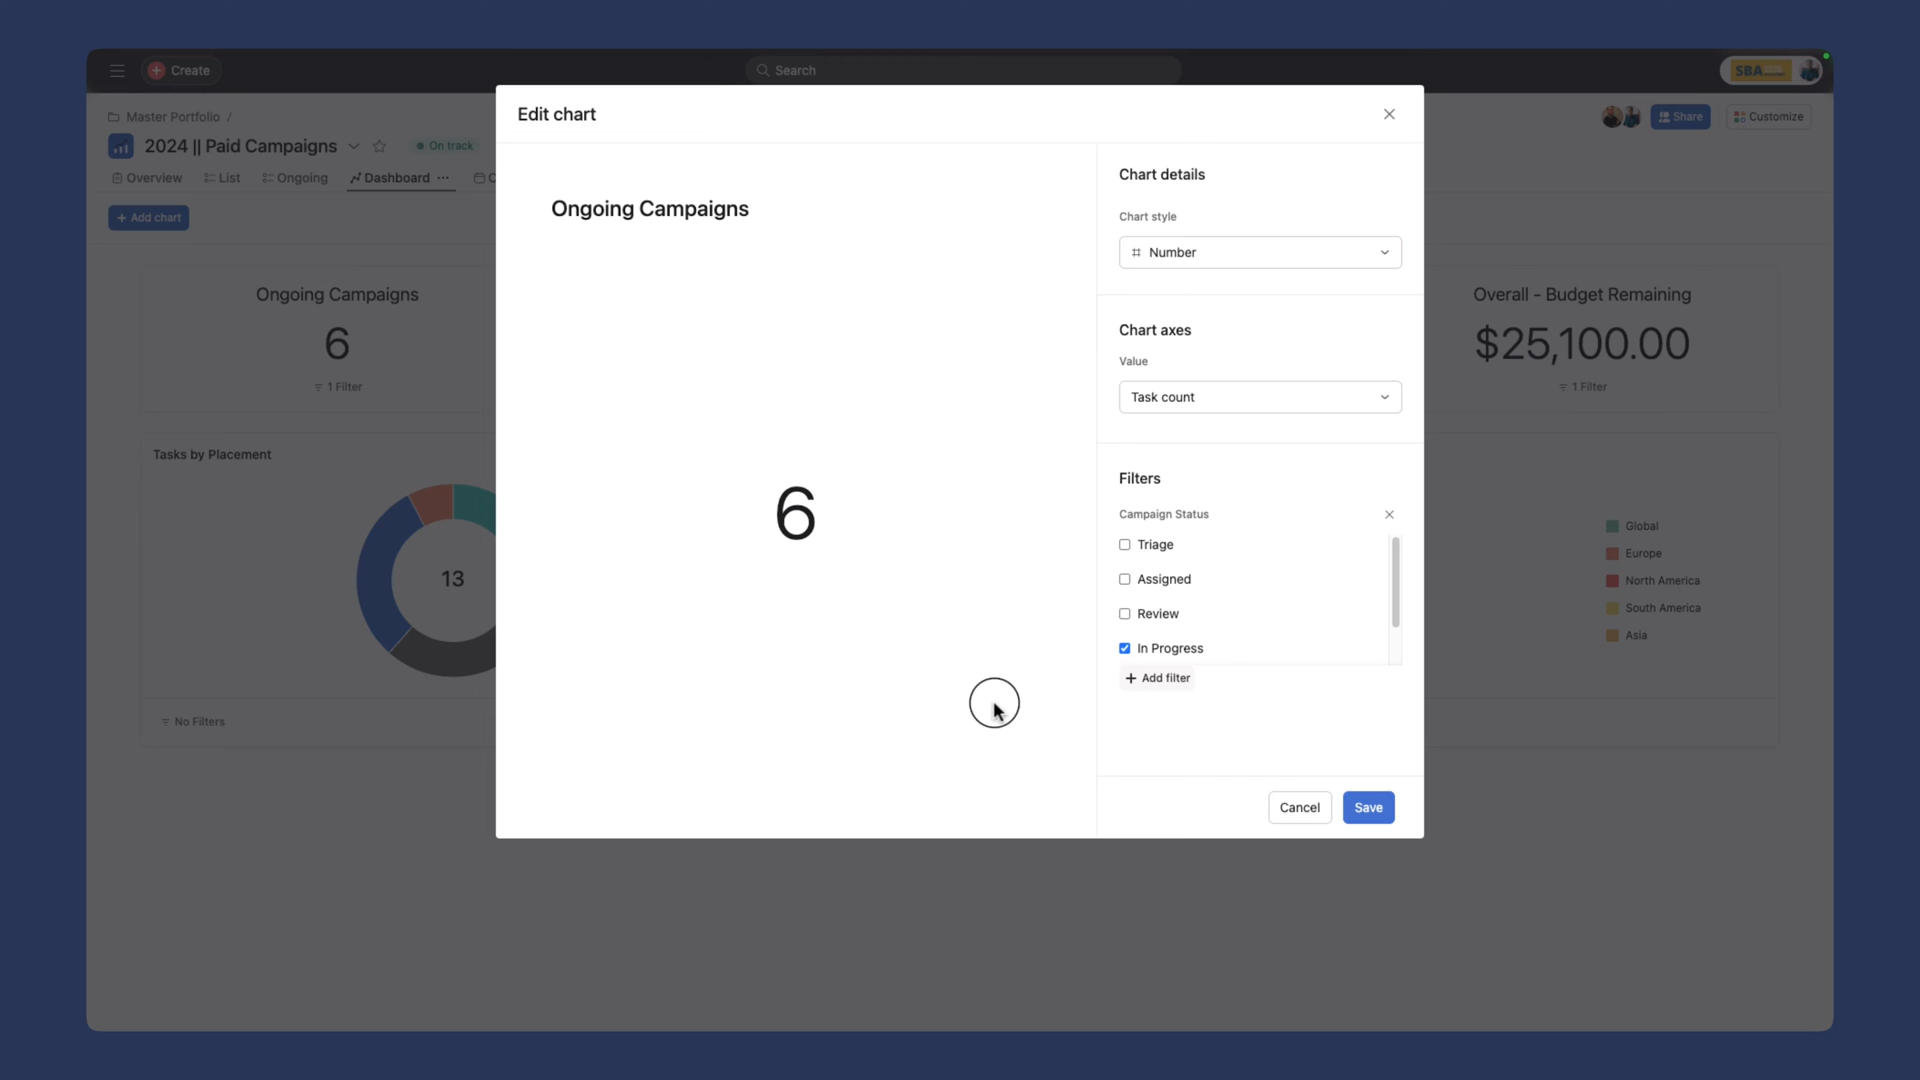 Create
Search
SBA
Master Portfolio /
2024 || Paid Campaigns
On track
Share
Customize
Overview
List
Ongoing
Dashboard ...
C
+ Add chart
Ongoing Campaigns
6
1 Filter
Overall - Budget Remaining
$25,100.00
1 Filter
Tasks by Placement
13
No Filters
Global
Europe
North America
South America
Asia
Edit chart
Ongoing Campaigns
6
Chart details
Chart style
# Number
Chart axes
Value
Task count
Filters
Campaign Status
Triage
Assigned
Review
In Progress
+ Add filter
Cancel
Save